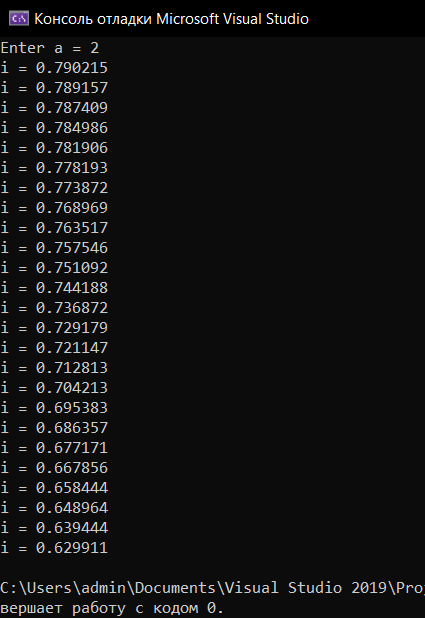 Консоль отладки Microsoft Visual Studio
Enter a = 2
i = 0.790215
i = 0.789157
i = 0.787409
i = 0.784986
i = 0.781906
i = 0.778193
i = 0.773872
i = 0.768969
i = 0.763517
i = 0.757546
i = 0.751092
i = 0.744188
i = 0.736872
i = 0.729179
i = 0.721147
i = 0.712813
i = 0.704213
i = 0.695383
i = 0.686357
i = 0.677171
i = 0.667856
i = 0.658444
i = 0.648964
i = 0.639444
i = 0.629911
C:\Users\admin\Documents\Visual Studio 2019\Pro
вершает работу с кодом 0.